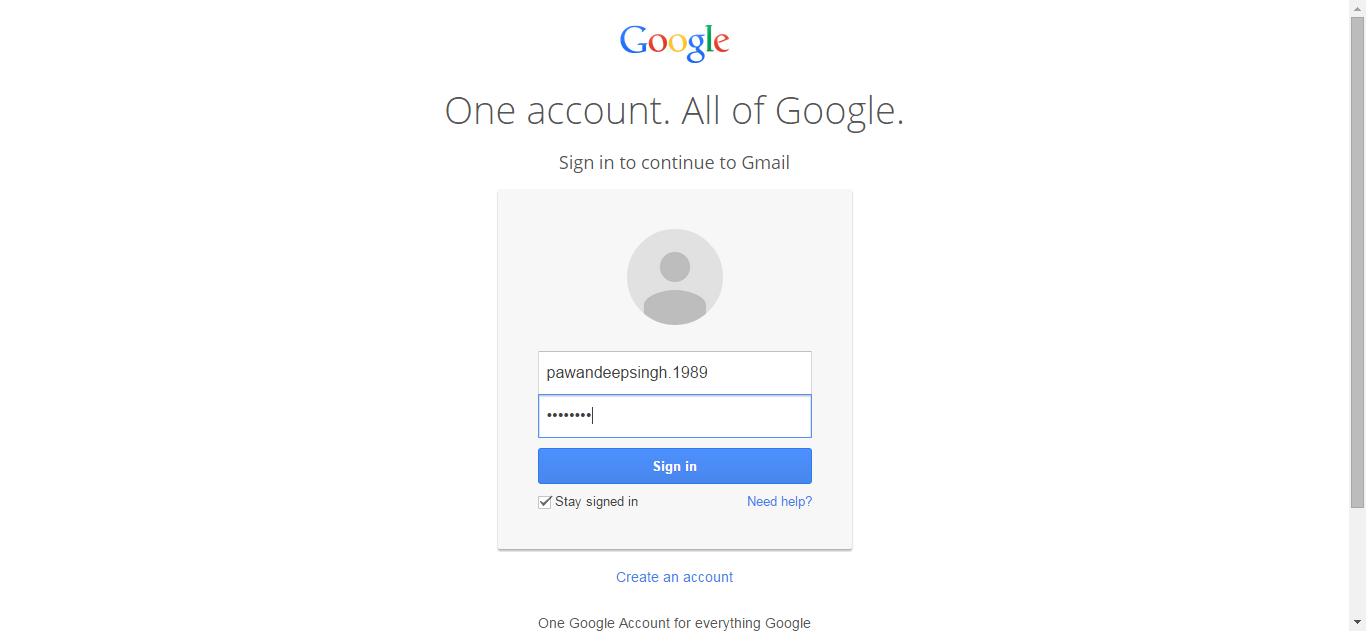 Google
One account. All of Google.
Sign in to continue to Gmail
pawandeepsingh.1989
••••••••
Sign in
Stay signed in Need help?
Create an account
One Google Account for everything Google